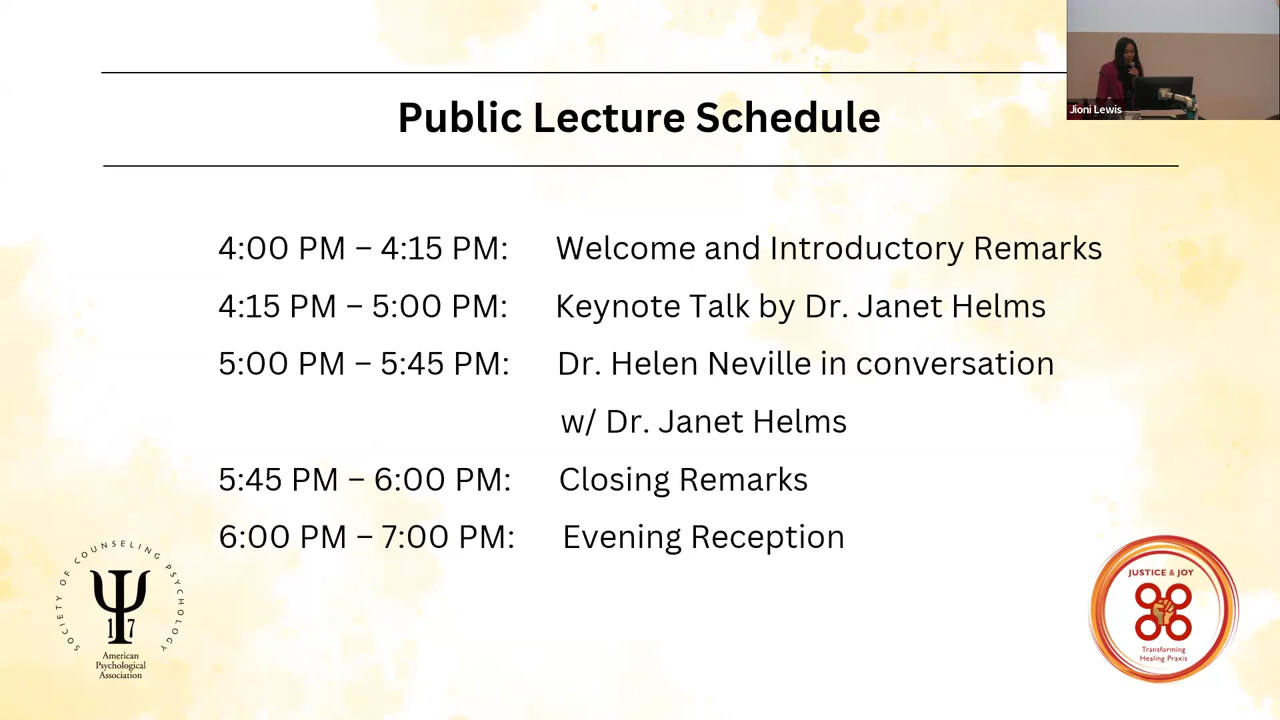 Jioni Lewis
Public Lecture Schedule
4:00 PM – 4:15 PM: Welcome and Introductory Remarks
4:15 PM – 5:00 PM: Keynote Talk by Dr. Janet Helms
5:00 PM – 5:45 PM: Dr. Helen Neville in conversation
w/ Dr. Janet Helms
5:45 PM – 6:00 PM: Closing Remarks
6:00 PM – 7:00 PM: Evening Reception
SOCIETY OF COUNSELING PSYCHOLOGY
17
American
Psychological
Association
JUSTICE & JOY
Transforming
Healing Praxis